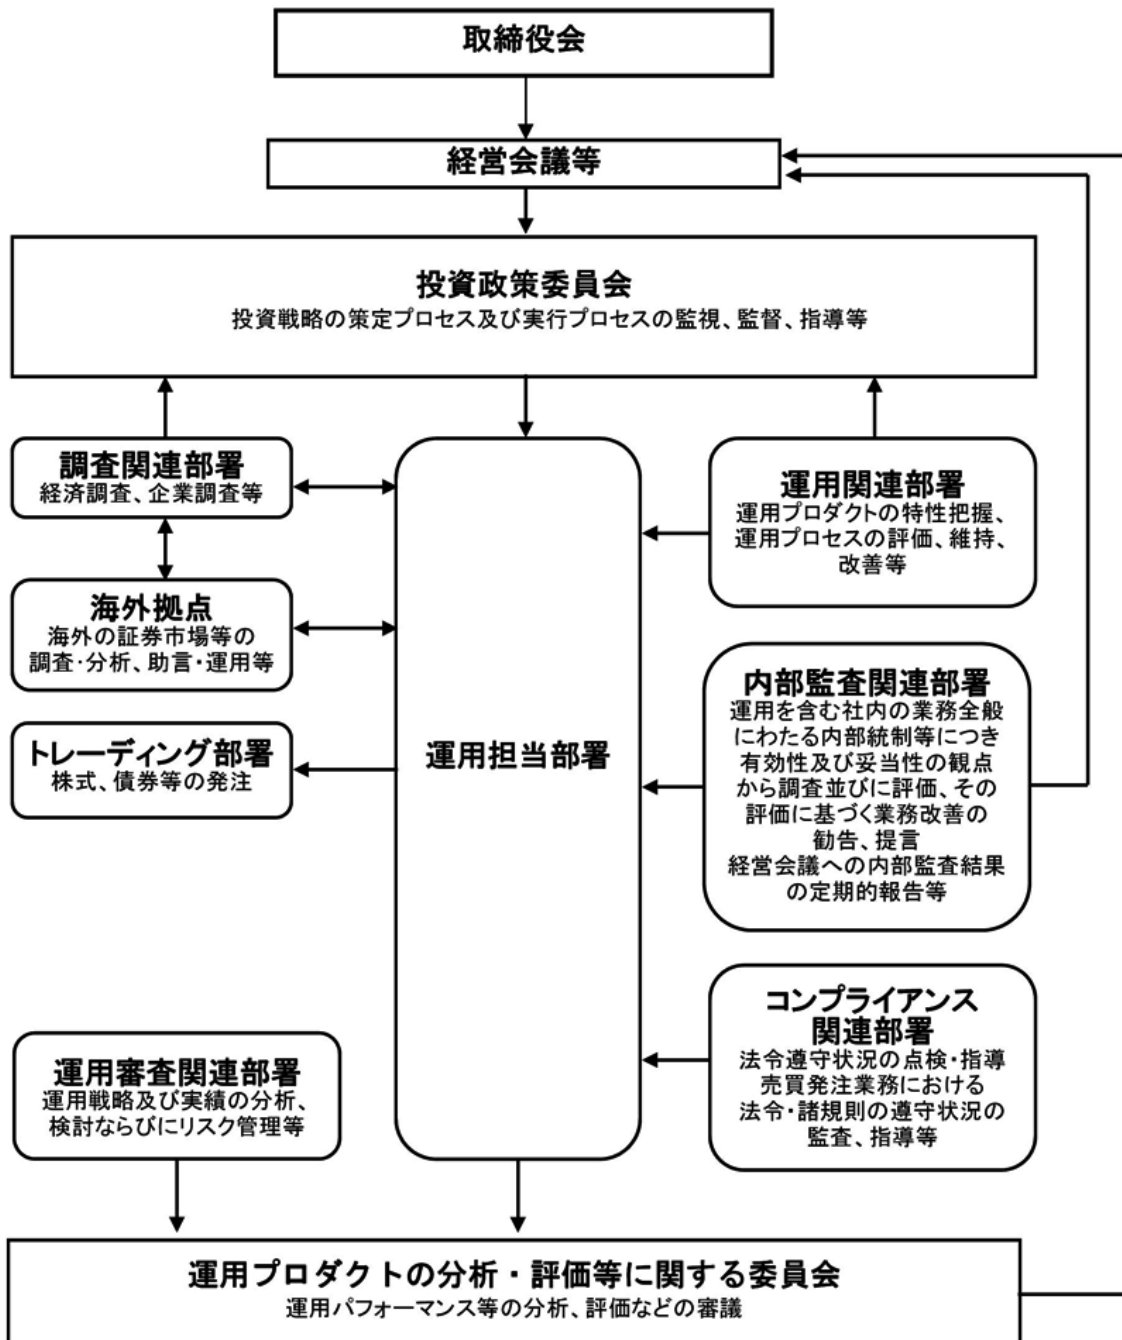 取締役会
経営会議等
投資政策委員会
投資戦略の策定プロセス及び実行プロセスの監視、監督、指導等
調査関連部署
経済調査、企業調査等
海外拠点
海外の証券市場等の
調査・分析、助言・運用等
トレーディング部署
株式、債券等の発注
運用担当部署
運用関連部署
運用プロダクトの特性把握、
運用プロセスの評価、維持、
改善等
内部監査関連部署
運用を含む社内の業務全般
にわたる内部統制等につき
有効性及び妥当性の観点
から調査並びに評価、その
評価に基づく業務改善の
勧告、提言
経営会議への内部監査結果
の定期的報告等
コンプライアンス
関連部署
法令遵守状況の点検・指導
売買発注業務における
法令・諸規則の遵守状況の
監査、指導等
運用審査関連部署
運用戦略及び実績の分析、
検討ならびにリスク管理等
運用プロダクトの分析・評価等に関する委員会
運用パフォーマンス等の分析、評価などの審議